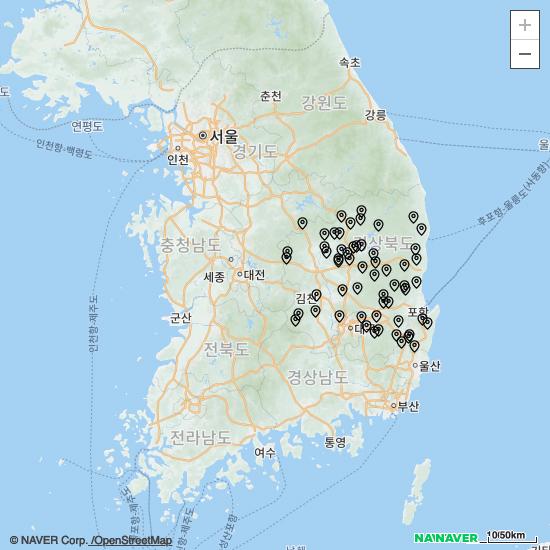 +
−
속초
춘천
강원도
강릉
도
연평도
서울
인천
경기도
울
인천항-백령도
후포항-울릉도(사동항)
충청남도
경상북도
세종
대전
김천
포항
군산
대구
전북도
경상남도
울산
부산
인천항-제주도
전라남도
통영
여수
© NAVER Corp. /OpenStreetMap
NAVER
10/50km